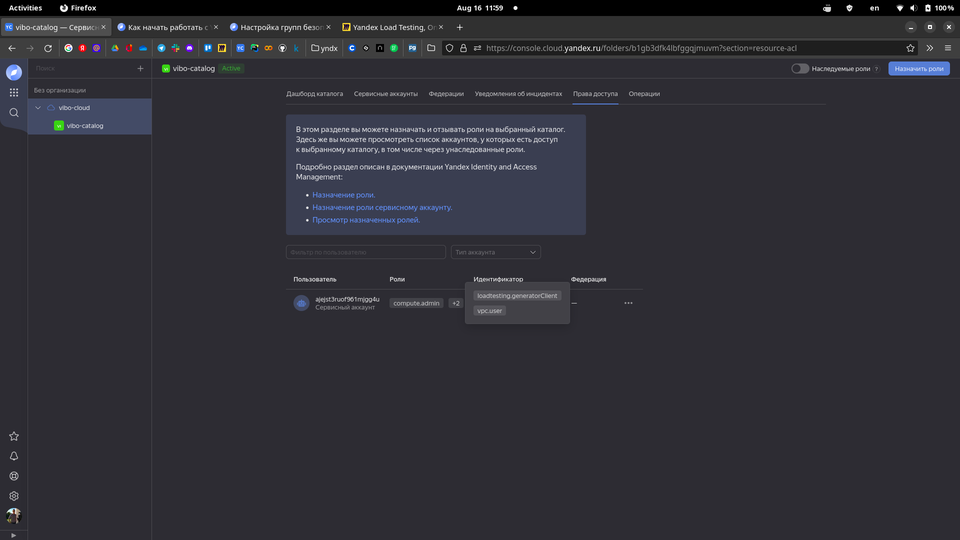 Activities
Firefox
Aug 16 11:59
en
100 %
vibo-catalog — Сервисн
Как начать работать с
Настройка групп безоп
Yandex Load Testing, От
yndx
https://console.cloud.yandex.ru/folders/b1gb3dfk4lbfggqjmuvm?section=resource-acl
Поиск
vibo-catalog
Active
Наследуемые роли
Назначить роли
Без организации
vibo-cloud
vi
vibo-catalog
Дашборд каталога
Сервисные аккаунты
Федерации
Уведомления об инцидентах
Права доступа
Операции
В этом разделе вы можете назначать и отзывать роли на выбранный каталог.
Здесь же вы можете просмотреть список аккаунтов, у которых есть доступ
к выбранному каталогу, в том числе через унаследованные роли.
Подробно раздел описан в документации Yandex Identity and Access
Management:
Назначение роли.
Назначение роли сервисному аккаунту.
Просмотр назначенных ролей.
Фильтр по пользователю
Тип аккаунта
Пользователь
Роли
Идентификатор
Федерация
ajejst3ruof961mjgg4u
Сервисный аккаунт
compute.admin
+2
loadtesting.generatorClient
vpc.user
—